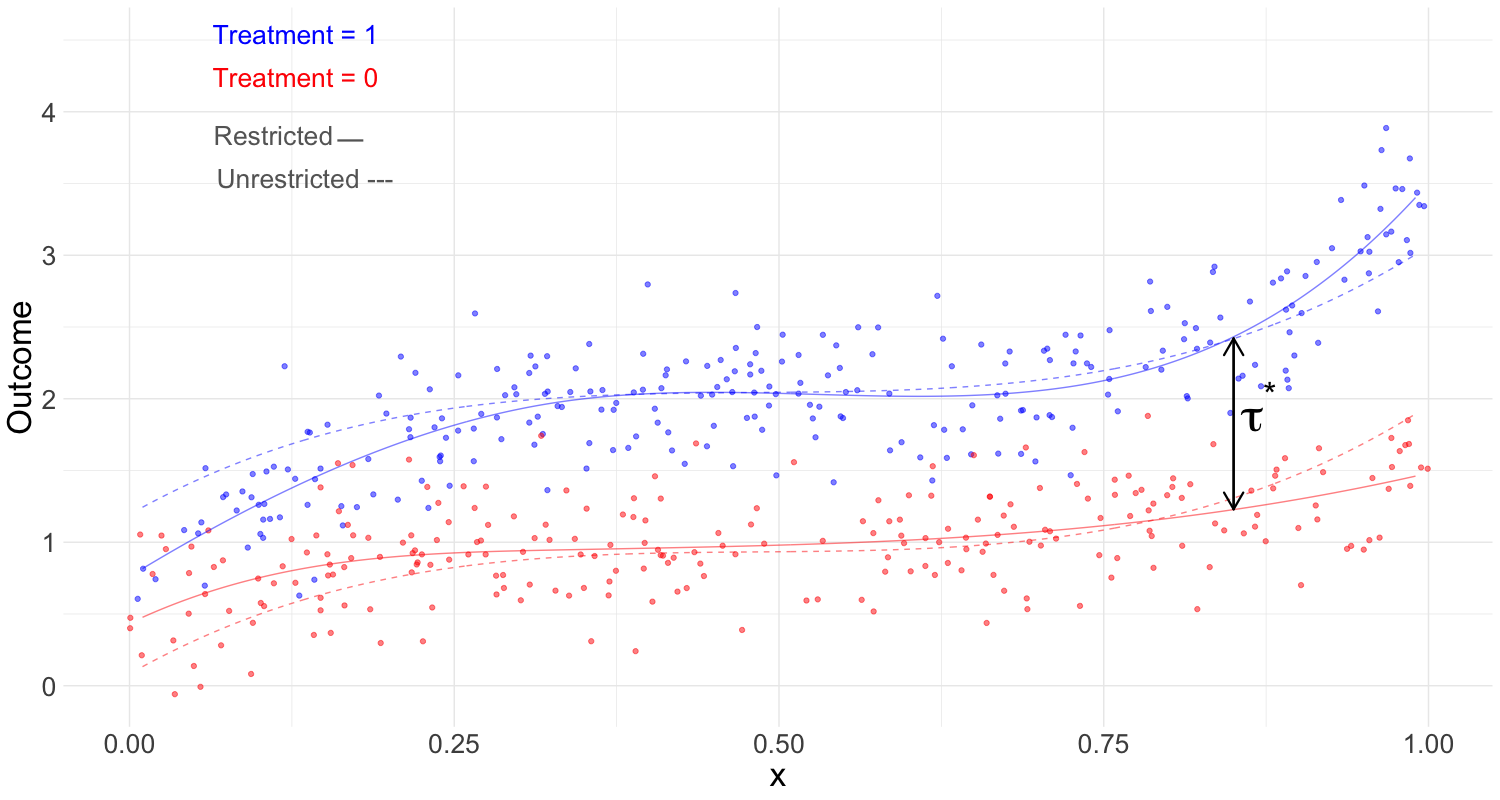 Treatment = 1
Treatment = 0
Restricted —
Unrestricted ---
4
3
2
1
0
Outcome
τ*
0.00 0.25 0.50 0.75 1.00
x